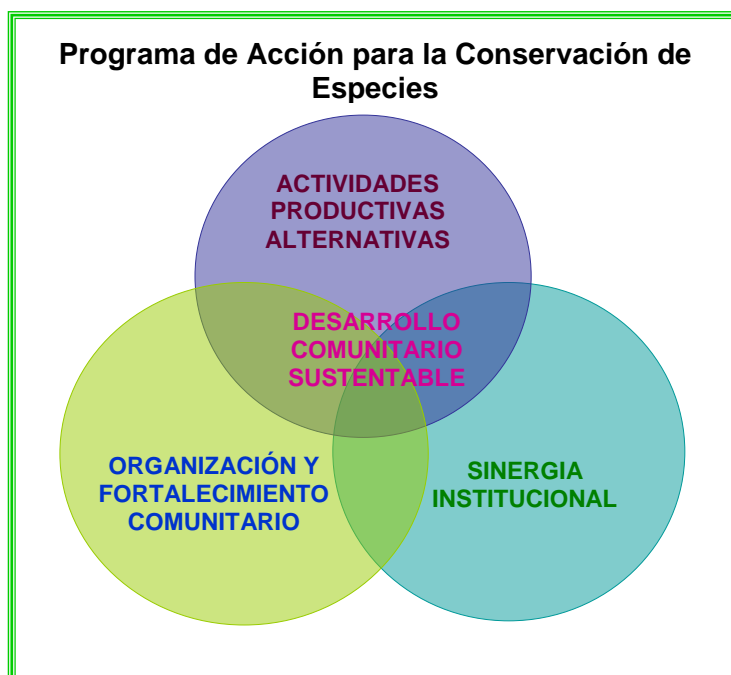 Programa de Acción para la Conservación de
Especies
ACTIVIDADES
PRODUCTIVAS
ALTERNATIVAS
DESARROLLO
COMUNITARIO
SUSTENTABLE
ORGANIZACIÓN Y
FORTALECIMIENTO
COMUNITARIO
SINERGIA
INSTITUCIONAL